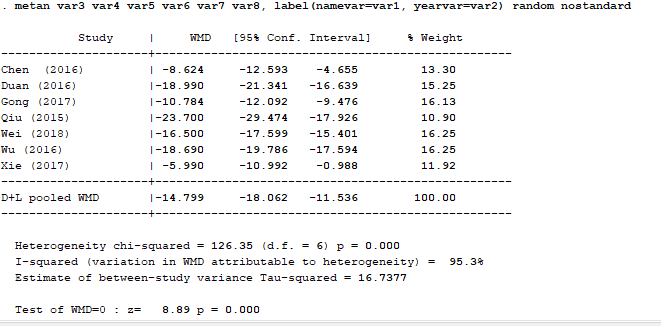 . metan var3 var4 var5 var6 var7 var8, label(namevar=var1, yearvar=var2) random nostandard
Study | WMD [95% Conf. Interval] % Weight
---------------------+---------------------------------------------------
Chen (2016) | -8.624 -12.593 -4.655 13.30
Duan (2016) |-18.990 -21.341 -16.639 15.25
Gong (2017) |-10.784 -12.092 -9.476 16.13
Qiu (2015) |-23.700 -29.474 -17.926 10.90
Wei (2018) |-16.500 -17.599 -15.401 16.25
Wu (2016) |-18.690 -19.786 -17.594 16.25
Xie (2017) | -5.990 -10.992 -0.988 11.92
---------------------+---------------------------------------------------
D+L pooled WMD |-14.799 -18.062 -11.536 100.00
---------------------+---------------------------------------------------
Heterogeneity chi-squared = 126.35 (d.f. = 6) p = 0.000
I-squared (variation in WMD attributable to heterogeneity) = 95.3%
Estimate of between-study variance Tau-squared = 16.7377
Test of WMD=0 : z= 8.89 p = 0.000